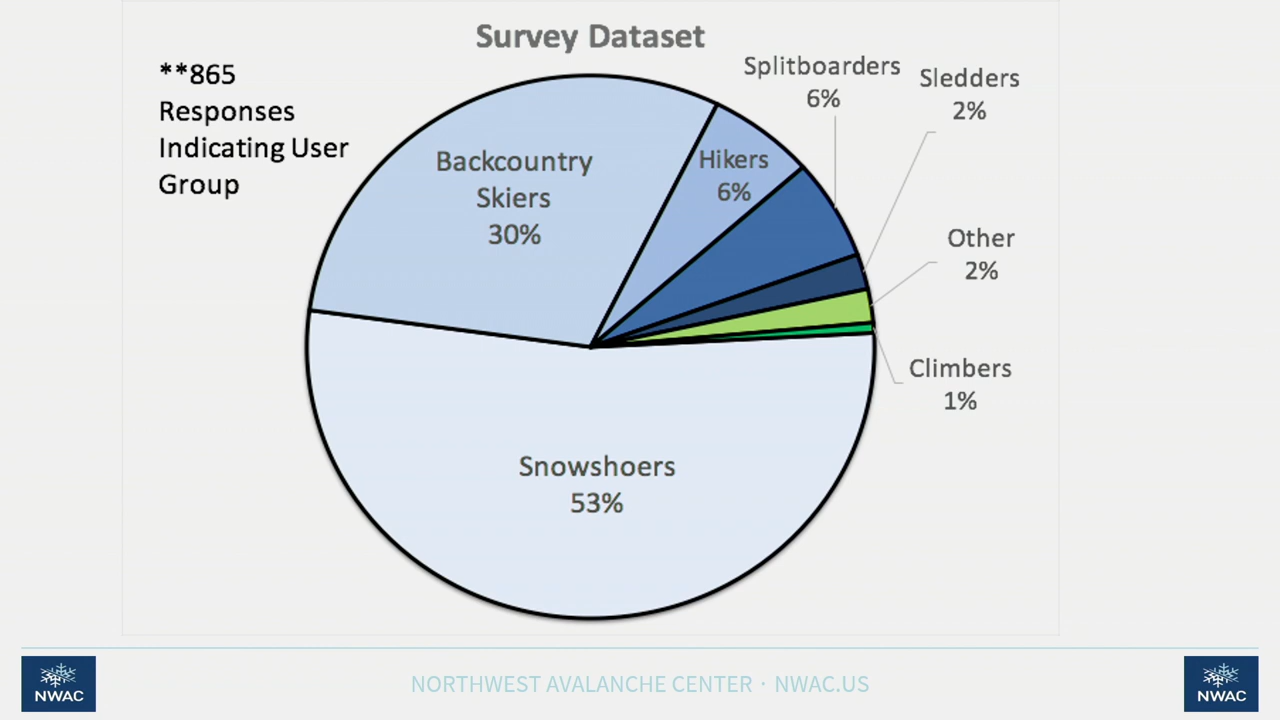 Survey Dataset
**865
Responses
Indicating User
Group
Backcountry
Skiers
30%
Hikers
6%
Splitboarders
6%
Sledders
2%
Other
2%
Climbers
1%
Snowshoers
53%
NWAC
NORTHWEST AVALANCHE CENTER · NWAC.US
NWAC